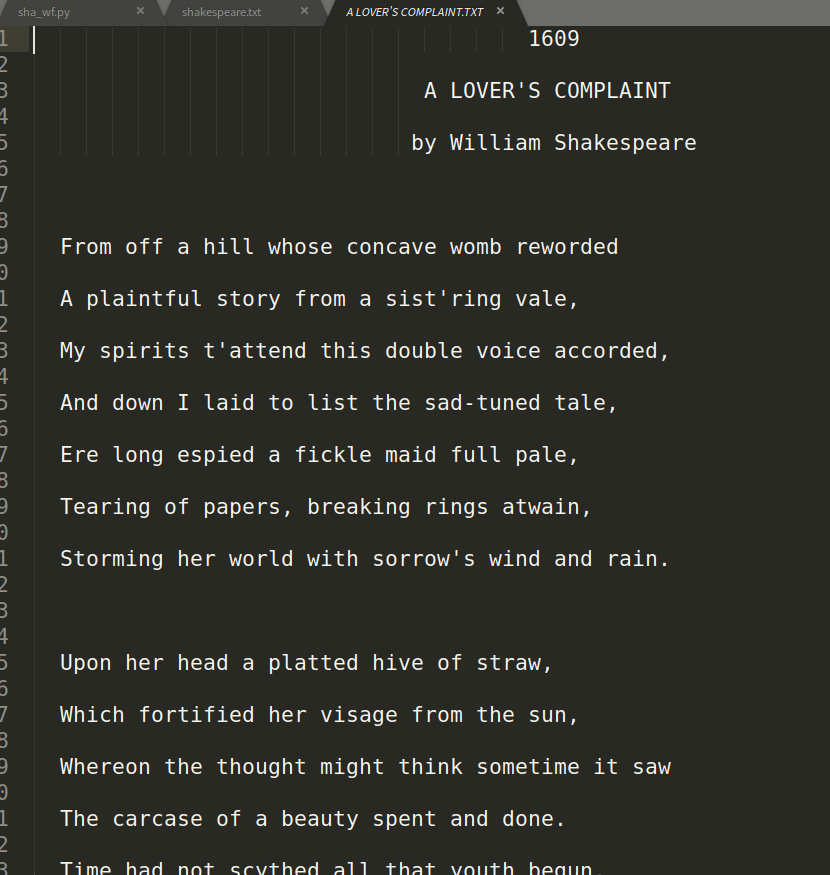 sha_wf.py × shakespeare.txt × A LOVER'S COMPLAINT.TXT ×
1 1609
2
3 A LOVER'S COMPLAINT
4
5 by William Shakespeare
6
7
8
9 From off a hill whose concave womb reworded
0
1 A plaintful story from a sist'ring vale,
2
3 My spirits t'attend this double voice accorded,
4
5 And down I laid to list the sad-tuned tale,
6
7 Ere long espied a fickle maid full pale,
8
9 Tearing of papers, breaking rings atwain,
0
1 Storming her world with sorrow's wind and rain.
2
3
4
5 Upon her head a platted hive of straw,
6
7 Which fortified her visage from the sun,
8
9 Whereon the thought might think sometime it saw
0
1 The carcase of a beauty spent and done.
2
3 Time had not scythed all that youth begun,